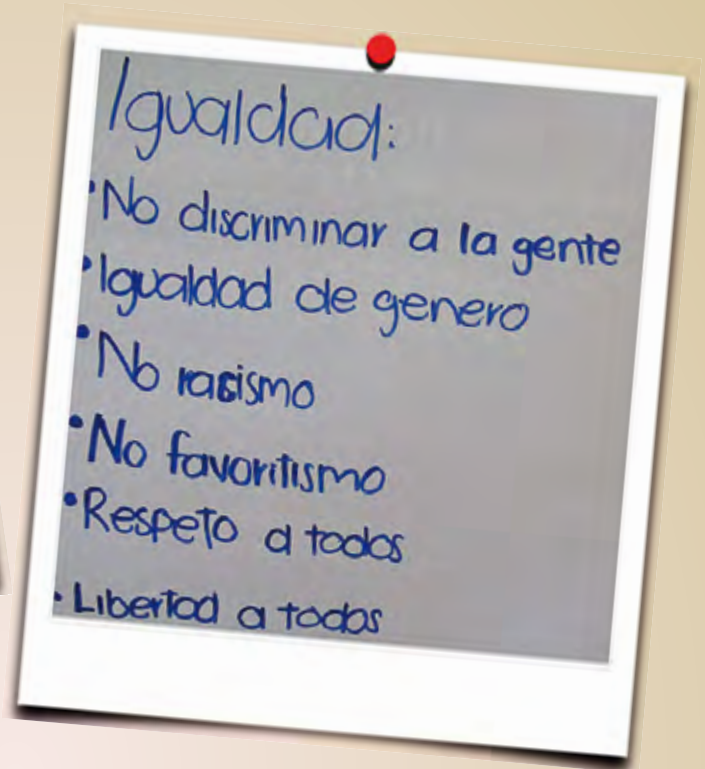 Igualdad:
•No discriminar a la gente
•Igualdad de genero
•No racismo
•No favoritismo
•Respeto a todos
•Libertad a todos